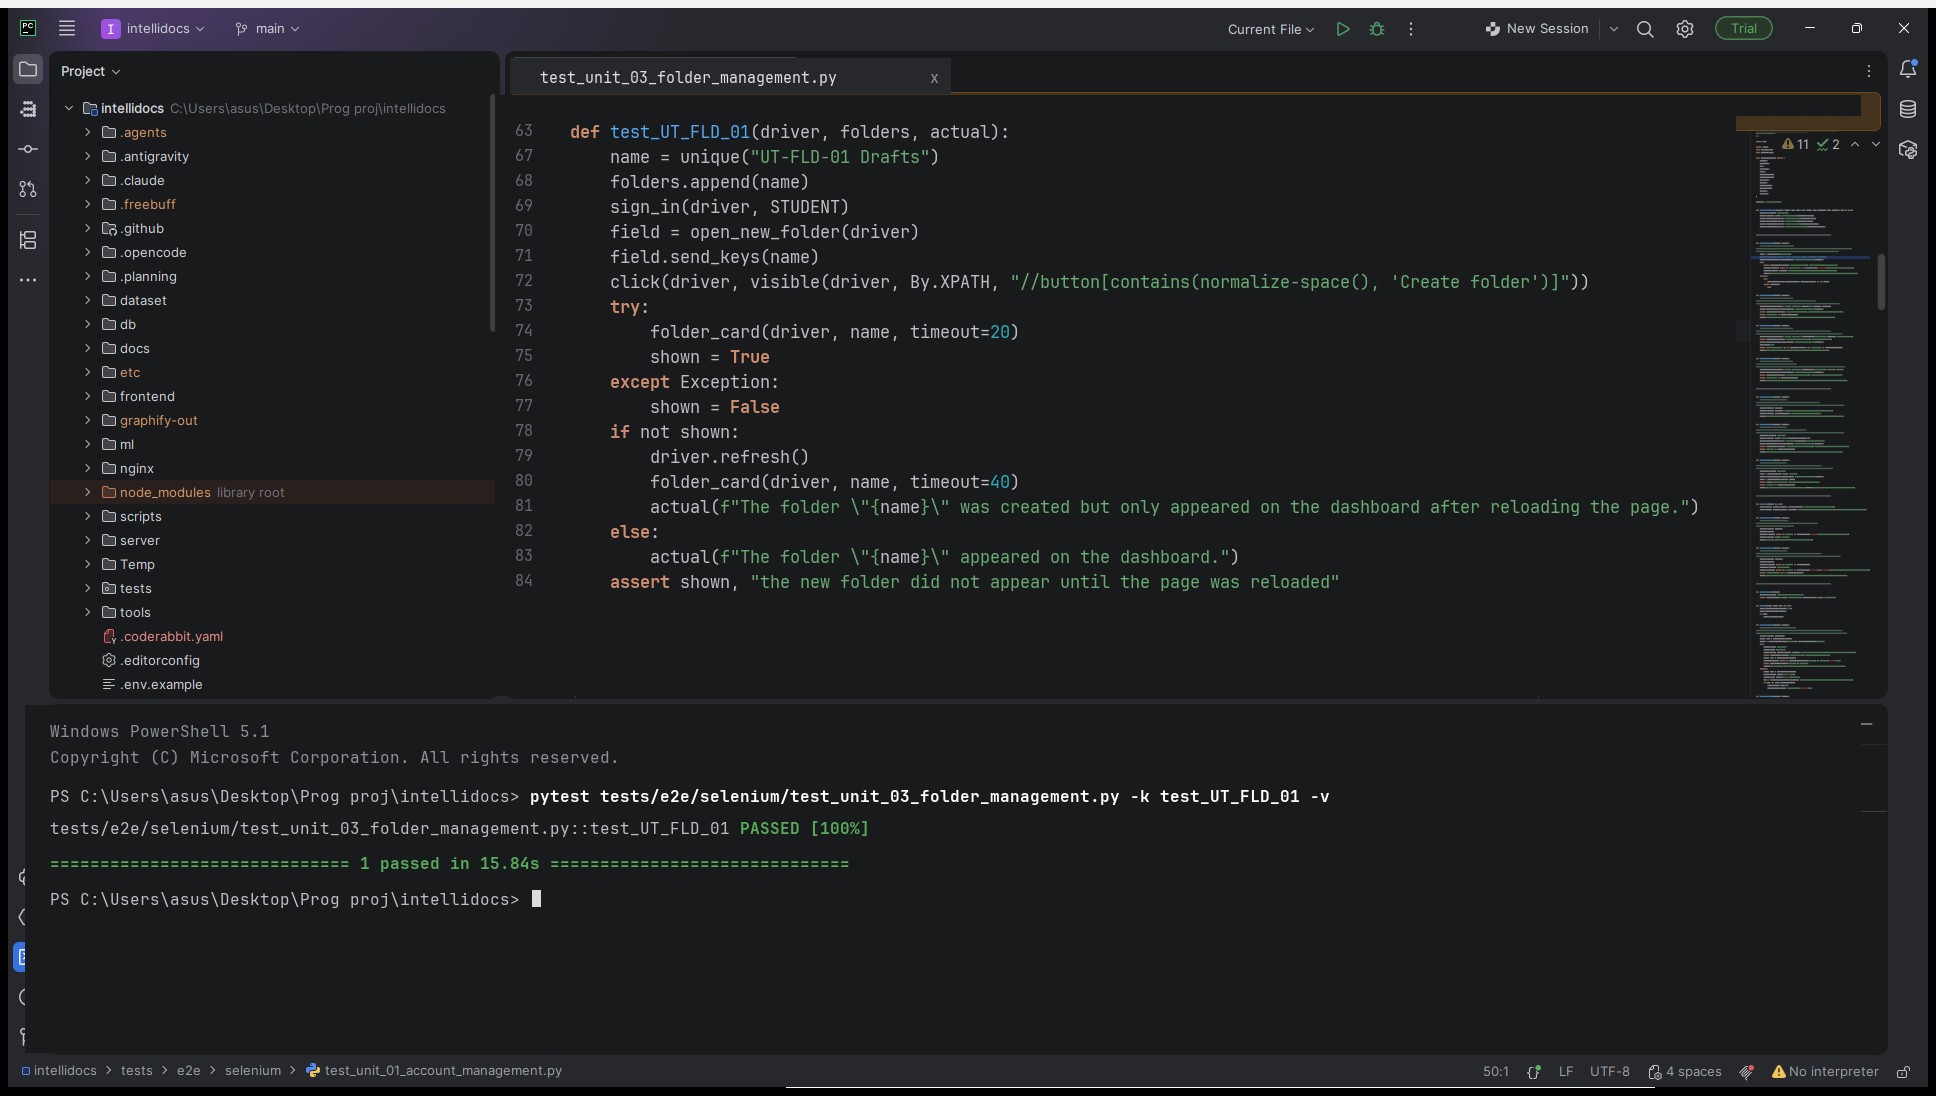 PC
I intellidocs
main
Current File
New Session
Trial
Project
test_unit_03_folder_management.py x
intellidocs C:\Users\asus\Desktop\Prog proj\intellidocs
.agents
.antigravity
.claude
.freebuff
.github
.opencode
.planning
dataset
db
docs
etc
frontend
graphify-out
ml
nginx
node_modules library root
scripts
server
Temp
tests
tools
.coderabbit.yaml
.editorconfig
.env.example
11 2
63 def test_UT_FLD_01(driver, folders, actual):
67 name = unique("UT-FLD-01 Drafts")
68 folders.append(name)
69 sign_in(driver, STUDENT)
70 field = open_new_folder(driver)
71 field.send_keys(name)
72 click(driver, visible(driver, By.XPATH, "//button[contains(normalize-space(), 'Create folder')]"))
73 try:
74 folder_card(driver, name, timeout=20)
75 shown = True
76 except Exception:
77 shown = False
78 if not shown:
79 driver.refresh()
80 folder_card(driver, name, timeout=40)
81 actual(f"The folder \"{name}\" was created but only appeared on the dashboard after reloading the page.")
82 else:
83 actual(f"The folder \"{name}\" appeared on the dashboard.")
84 assert shown, "the new folder did not appear until the page was reloaded"
Windows PowerShell 5.1
Copyright (C) Microsoft Corporation. All rights reserved.
PS C:\Users\asus\Desktop\Prog proj\intellidocs> pytest tests/e2e/selenium/test_unit_03_folder_management.py -k test_UT_FLD_01 -v
tests/e2e/selenium/test_unit_03_folder_management.py::test_UT_FLD_01 PASSED [100%]
============================== 1 passed in 15.84s ==============================
PS C:\Users\asus\Desktop\Prog proj\intellidocs>
intellidocs > tests > e2e > selenium > test_unit_01_account_management.py
50:1 LF UTF-8 4 spaces No interpreter